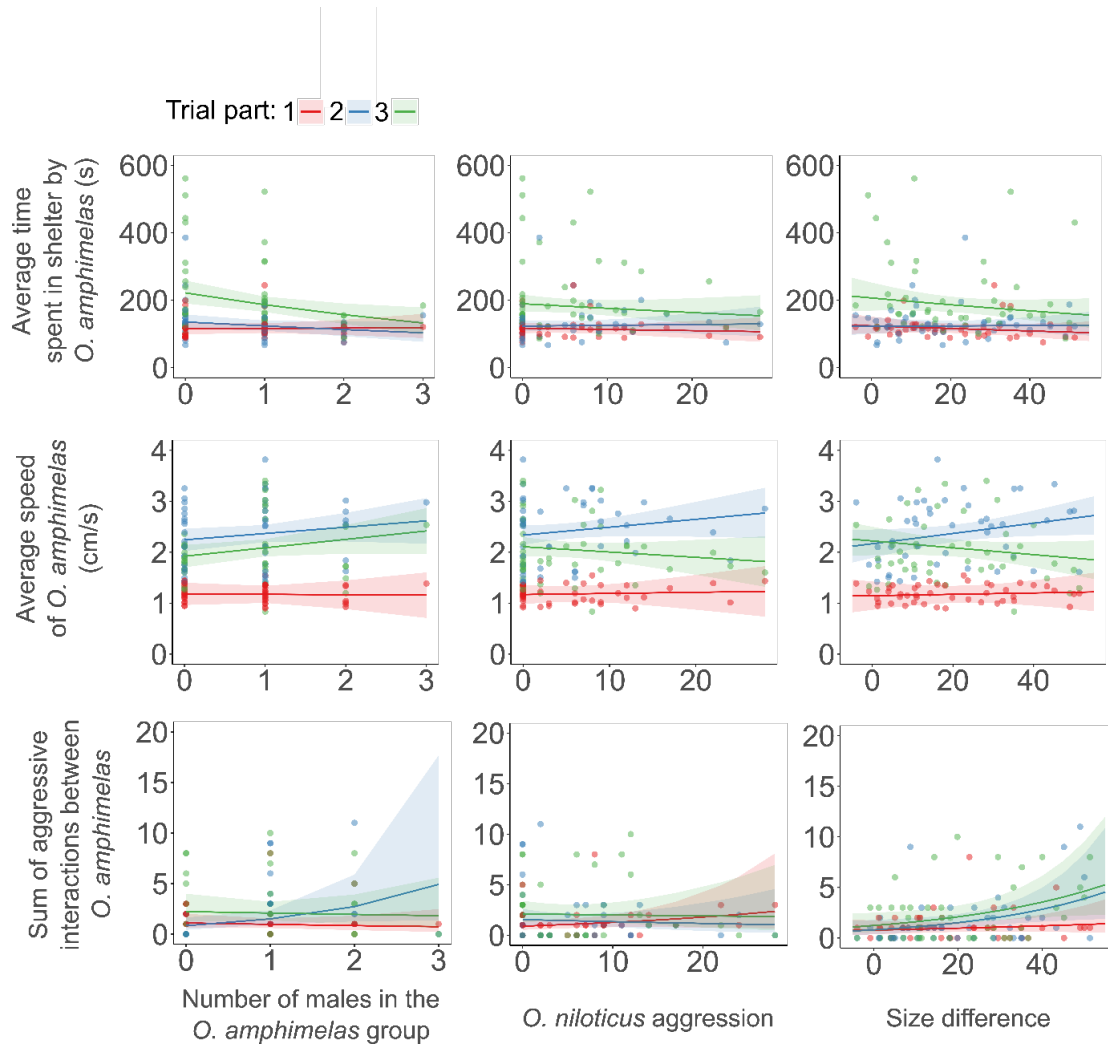 Trial part: 1 2 3
Average time
spent in shelter by
O. amphimelas (s)
600
400
200
0
0 1 2 3
600
400
200
0
0 10 20
600
400
200
0
0 20 40
Average speed
of O. amphimelas
(cm/s)
4
3
2
1
0
0 1 2 3
4
3
2
1
0
0 10 20
4
3
2
1
0
0 20 40
Sum of aggressive
interactions between
O. amphimelas
20
15
10
5
0
0 1 2 3
20
15
10
5
0
0 10 20
20
15
10
5
0
0 20 40
Number of males in the
O. amphimelas group
O. niloticus aggression
Size difference